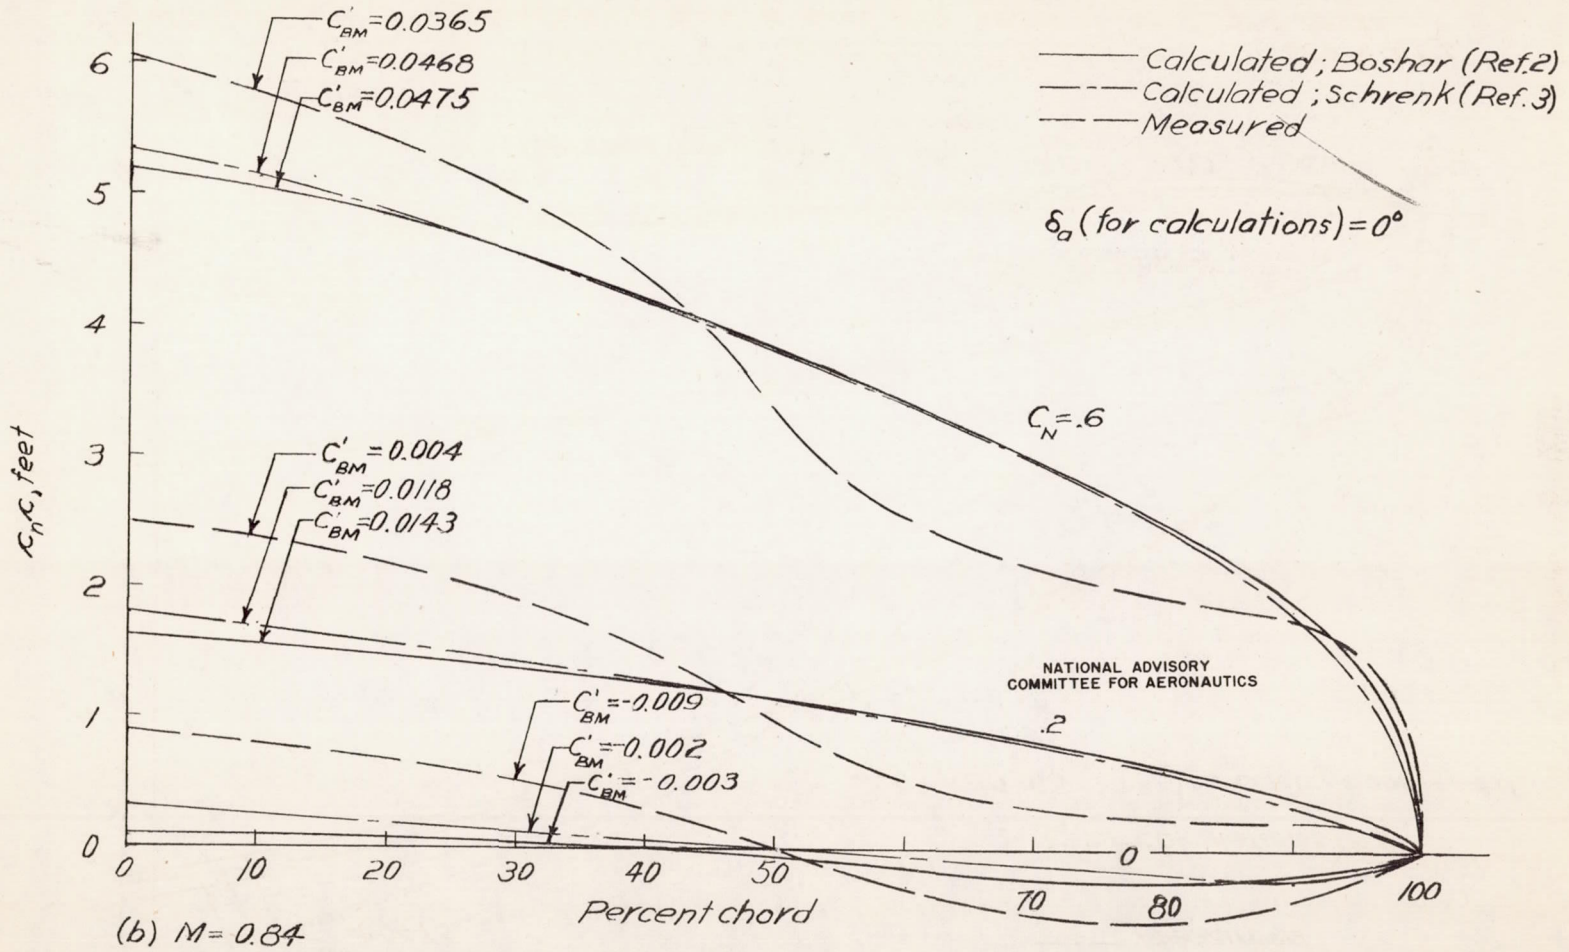 C'BM=0.0365
C'BM=0.0468
C'BM=0.0475
Calculated; Boshar (Ref.2)
Calculated; Schrenk (Ref.3)
Measured
δa (for calculations)=0°
6
5
4
3
2
1
0
cnc, feet
CN=.6
C'BM=0.004
C'BM=0.0118
C'BM=0.0143
NATIONAL ADVISORY
COMMITTEE FOR AERONAUTICS
.2
C'BM=-0.009
C'BM=-0.002
C'BM=-0.003
0
0 10 20 30 40 50 70 80 100
Percent chord
(b) M=0.84